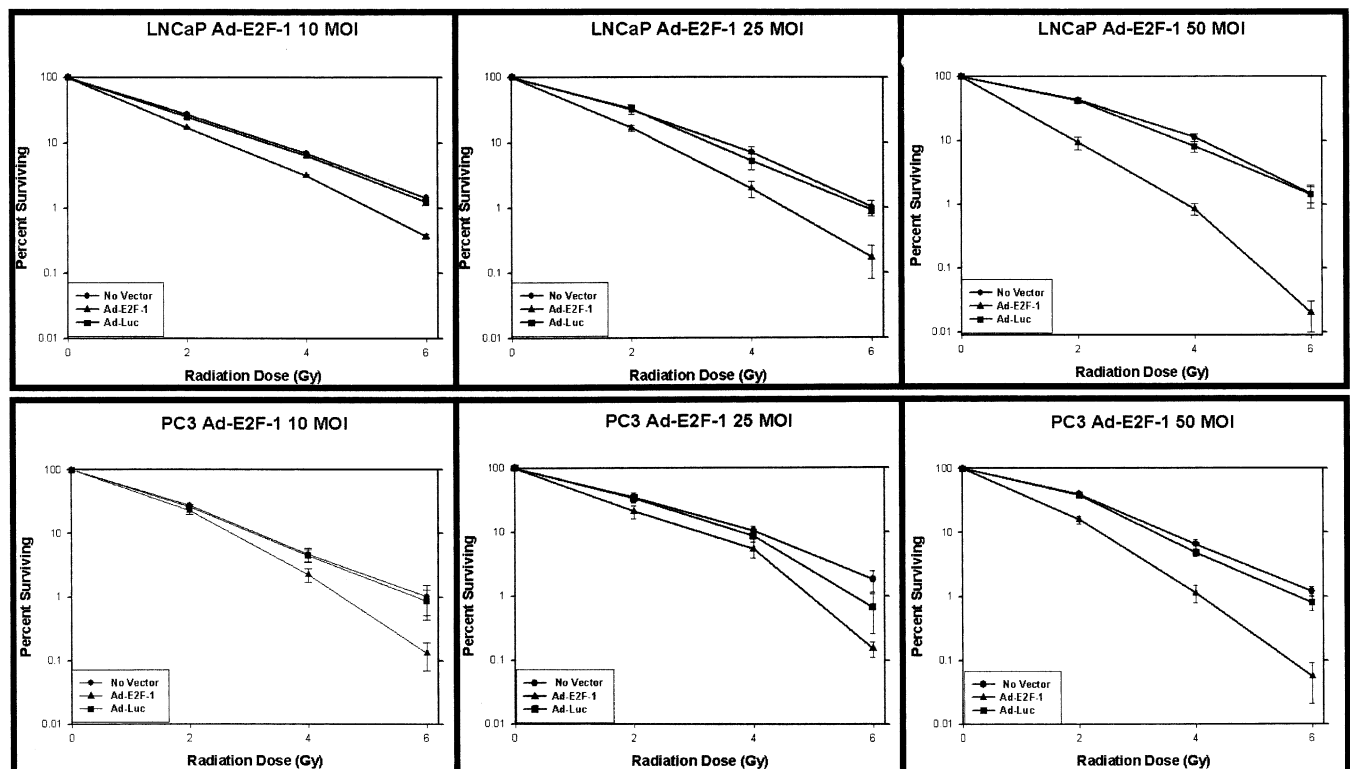 LNCaP Ad-E2F-1 10 MOI
Percent Surviving
100
10
1
0.1
0.01
No Vector
Ad-E2F-1
Ad-Luc
0 2 4 6
Radiation Dose (Gy)
LNCaP Ad-E2F-1 25 MOI
Percent Surviving
100
10
1
0.1
0.01
No Vector
Ad-E2F-1
Ad-Luc
0 2 4 6
Radiation Dose (Gy)
LNCaP Ad-E2F-1 50 MOI
Percent Surviving
100
10
1
0.1
0.01
No Vector
Ad-E2F-1
Ad-Luc
0 2 4 6
Radiation Dose (Gy)
PC3 Ad-E2F-1 10 MOI
Percent Surviving
100
10
1
0.1
0.01
No Vector
Ad-E2F-1
Ad-Luc
0 2 4 6
Radiation Dose (Gy)
PC3 Ad-E2F-1 25 MOI
Percent Surviving
100
10
1
0.1
0.01
No Vector
Ad-E2F-1
Ad-Luc
0 2 4 6
Radiation Dose (Gy)
PC3 Ad-E2F-1 50 MOI
Percent Surviving
100
10
1
0.1
0.01
No Vector
Ad-E2F-1
Ad-Luc
0 2 4 6
Radiation Dose (Gy)